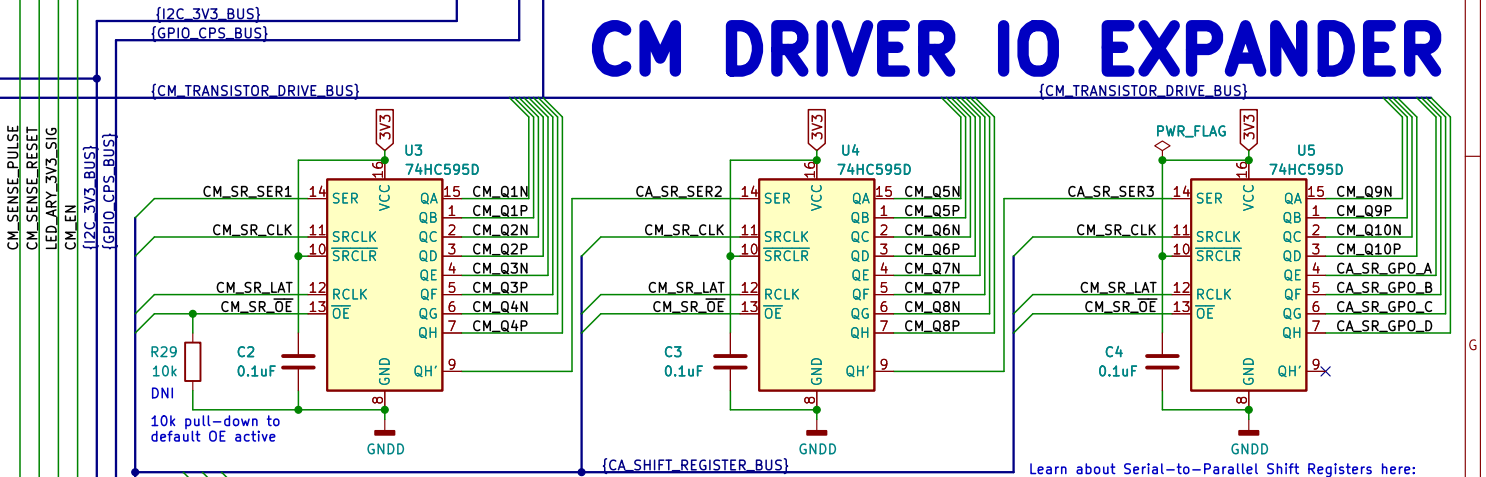 {I2C_3V3_BUS}
{GPIO_CPS_BUS}
CM DRIVER IO EXPANDER
{CM_TRANSISTOR_DRIVE_BUS}
{CM_TRANSISTOR_DRIVE_BUS}
CM_SENSE_PULSE
CM_SENSE_RESET
LED_ARY_3V3_SIG
CM_EN
{I2C_3V3_BUS}
{GPIO_CPS_BUS}
3V3
U3
74HC595D
16
VCC
CM_SR_SER1 14 SER
CM_SR_CLK 11 SRCLK
10 SRCLR
CM_SR_LAT 12 RCLK
CM_SR_OE 13 OE
QA 15 CM_Q1N
QB 1 CM_Q1P
QC 2 CM_Q2N
QD 3 CM_Q2P
QE 4 CM_Q3N
QF 5 CM_Q3P
QG 6 CM_Q4N
QH 7 CM_Q4P
QH' 9
GND
8
GNDD
R29
10k
DNI
C2
0.1uF
10k pull-down to
default OE active
3V3
U4
74HC595D
16
VCC
CA_SR_SER2 14 SER
CM_SR_CLK 11 SRCLK
10 SRCLR
CM_SR_LAT 12 RCLK
CM_SR_OE 13 OE
QA 15 CM_Q5N
QB 1 CM_Q5P
QC 2 CM_Q6N
QD 3 CM_Q6P
QE 4 CM_Q7N
QF 5 CM_Q7P
QG 6 CM_Q8N
QH 7 CM_Q8P
QH' 9
GND
8
GNDD
C3
0.1uF
PWR_FLAG
3V3
U5
74HC595D
16
VCC
CA_SR_SER3 14 SER
CM_SR_CLK 11 SRCLK
10 SRCLR
CM_SR_LAT 12 RCLK
CM_SR_OE 13 OE
QA 15 CM_Q9N
QB 1 CM_Q9P
QC 2 CM_Q10N
QD 3 CM_Q10P
QE 4 CA_SR_GPO_A
QF 5 CA_SR_GPO_B
QG 6 CA_SR_GPO_C
QH 7 CA_SR_GPO_D
QH' 9
GND
8
GNDD
C4
0.1uF
G
{CA_SHIFT_REGISTER_BUS}
Learn about Serial-to-Parallel Shift Registers here: